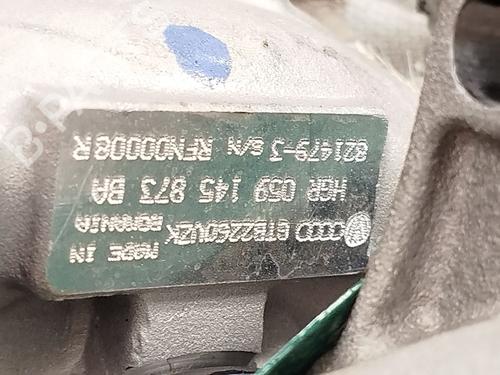 GTB2260VZK
MADE IN
ROMANIA
HGR 059 145 873 BA
821479-3 S/N RFN00008R